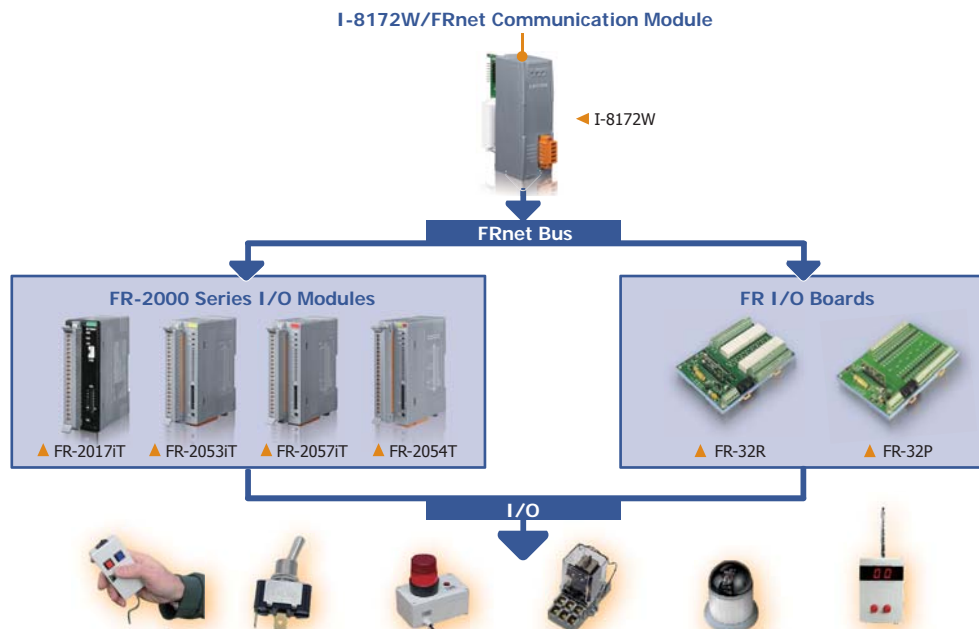 I-8172W/FRnet Communication Module
I-8172W
FRnet Bus
FR-2000 Series I/O Modules
FR-2017iT
FR-2053iT
FR-2057iT
FR-2054T
FR I/O Boards
FR-32R
FR-32P
I/O
00